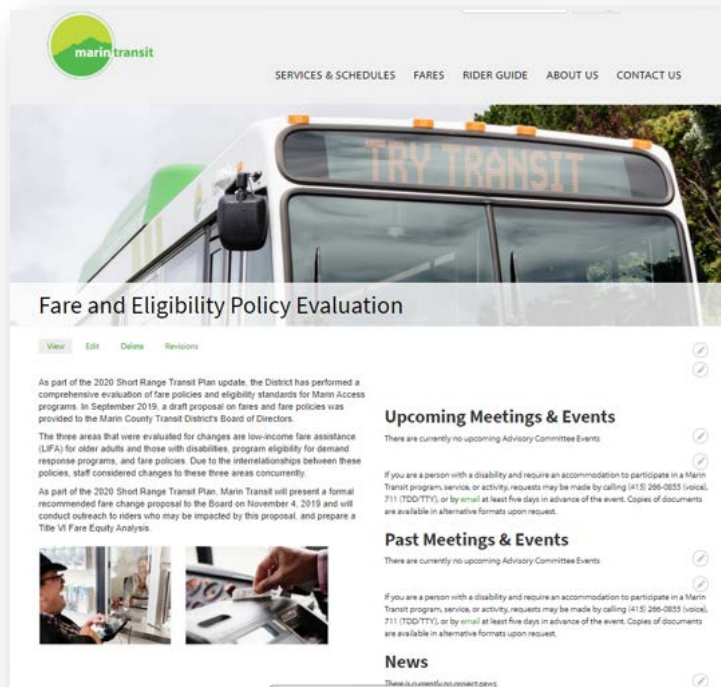 marin transit
SERVICES & SCHEDULES FARES RIDER GUIDE ABOUT US CONTACT US
TRY TRANSIT
Fare and Eligibility Policy Evaluation
View Edit Delete Revisions
As part of the 2020 Short Range Transit Plan update, the District has performed a
comprehensive evaluation of fare policies and eligibility standards for Marin Access
programs. In September 2019, a draft proposal on fares and fare policies was
provided to the Marin County Transit District's Board of Directors.
The three areas that were evaluated for changes are low-income fare assistance
(LIFA) for older adults and those with disabilities, program eligibility for demand
response programs, and fare policies. Due to the interrelationships between these
policies, staff considered changes to these three areas concurrently.
As part of the 2020 Short Range Transit Plan, Marin Transit will present a formal
recommended fare change proposal to the Board on November 4, 2019 and will
conduct outreach to riders who may be impacted by this proposal, and prepare a
Title VI Fare Equity Analysis.
Upcoming Meetings & Events
There are currently no upcoming Advisory Committee Events
If you are a person with a disability and require an accommodation to participate in a Marin
Transit program, service, or activity, requests may be made by calling (415) 266-0855 (voice),
711 (TDD/TTY), or by email at least five days in advance of the event. Copies of documents
are available in alternative formats upon request.
Past Meetings & Events
There are currently no upcoming Advisory Committee Events
If you are a person with a disability and require an accommodation to participate in a Marin
Transit program, service, or activity, requests may be made by calling (415) 266-0855 (voice),
711 (TDD/TTY), or by email at least five days in advance of the event. Copies of documents
are available in alternative formats upon request.
News
There is currently no project news.